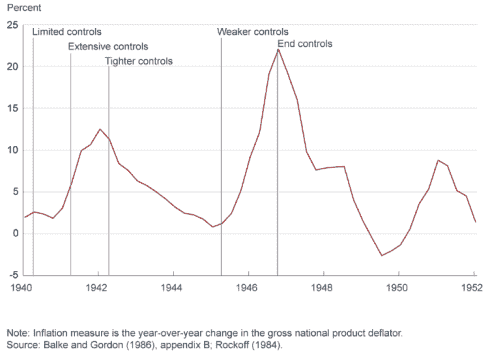 Percent
25
Limited controls
Weaker controls
Extensive controls
End controls
Tighter controls
20
15
10
5
0
-5
1940 1942 1944 1946 1948 1950 1952
Note: Inflation measure is the year-over-year change in the gross national product deflator.
Source: Balke and Gordon (1986), appendix B; Rockoff (1984).